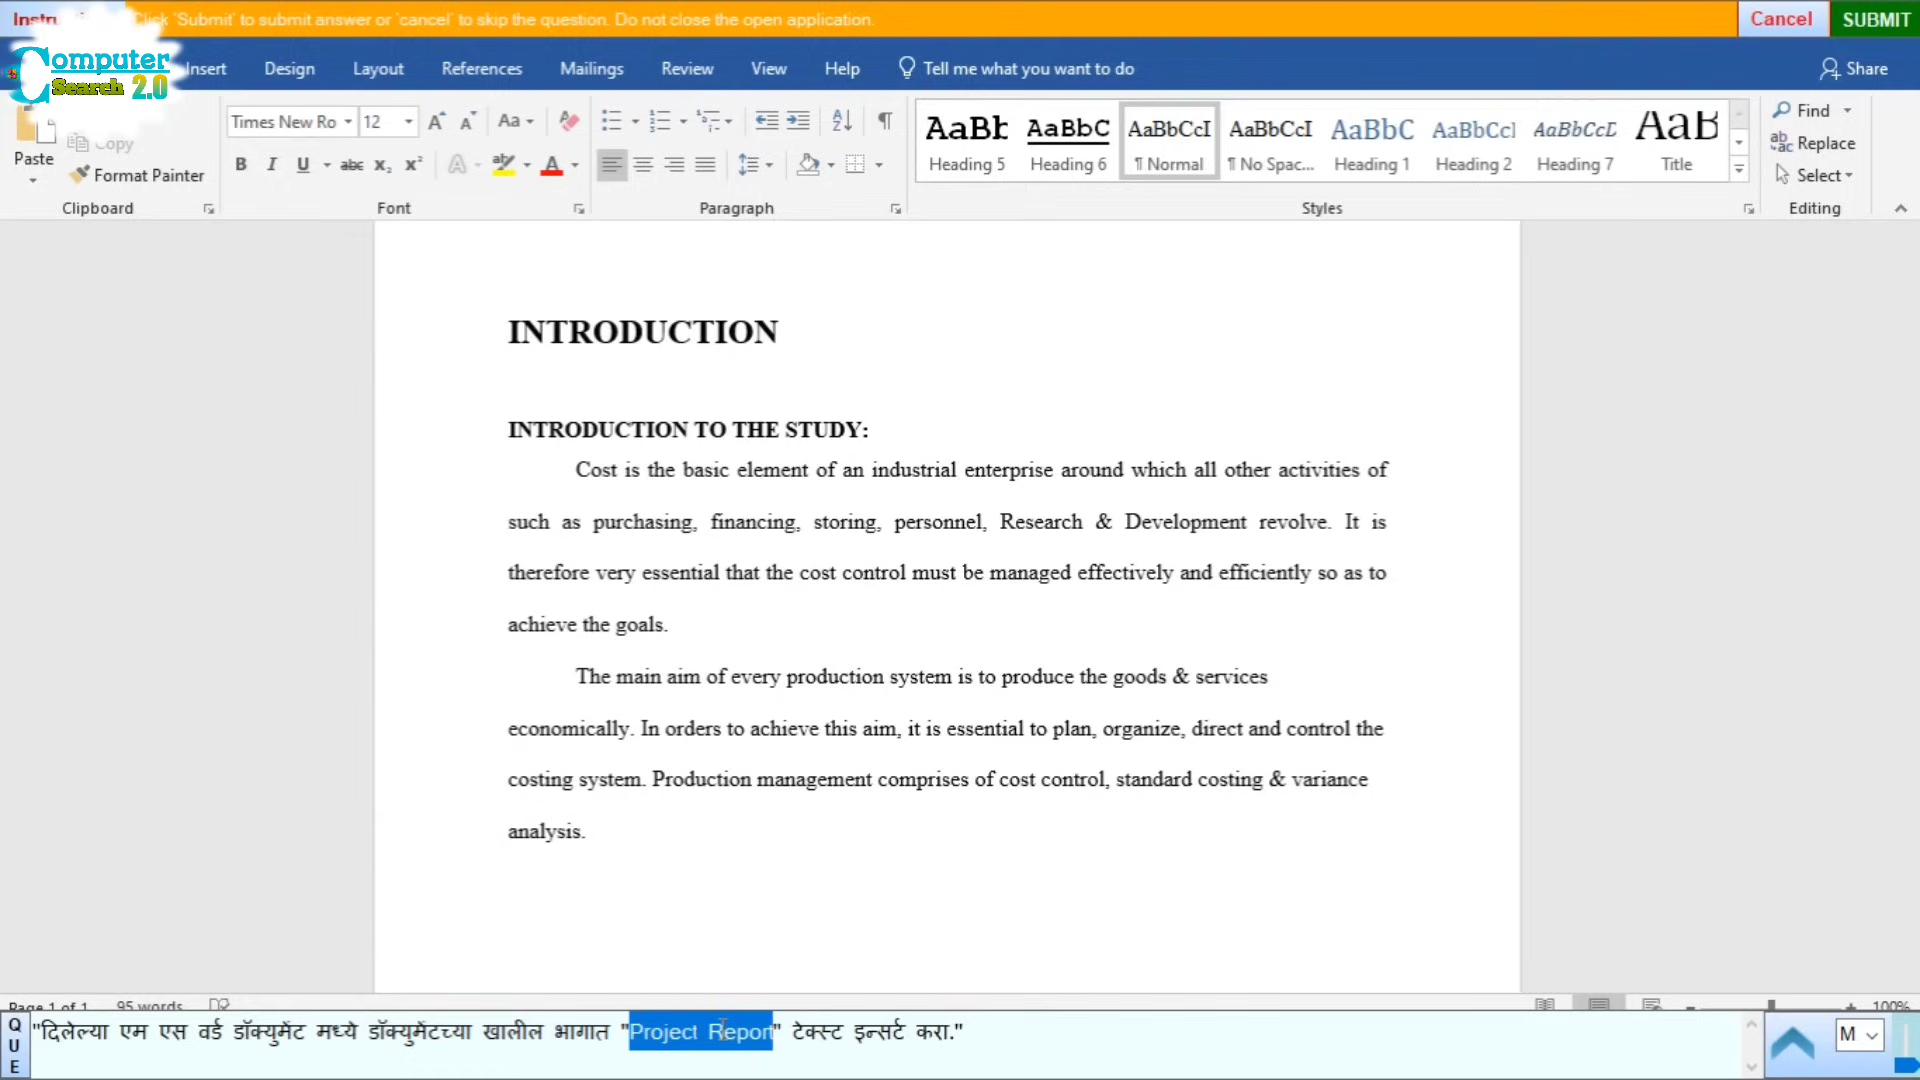 Click 'Submit' to submit answer or 'cancel' to skip the question. Do not close the open application.
Cancel
SUBMIT
Computer
Search 2.0
Insert Design Layout References Mailings Review View Help Tell me what you want to do Share
Paste
Copy
Format Painter
Clipboard
Times New Ro 12
Aa
B I U abc X₂ X² A A
Font
Paragraph
AaBb AaBbC AaBbCcI AaBbCcI AaBbC AaBbCcI AaBbCcD AaB
Heading 5 Heading 6 ¶ Normal ¶ No Spac... Heading 1 Heading 2 Heading 7 Title
Styles
Find
Replace
Select
Editing
INTRODUCTION
INTRODUCTION TO THE STUDY:
Cost is the basic element of an industrial enterprise around which all other activities of
such as purchasing, financing, storing, personnel, Research & Development revolve. It is
therefore very essential that the cost control must be managed effectively and efficiently so as to
achieve the goals.
The main aim of every production system is to produce the goods & services
economically. In orders to achieve this aim, it is essential to plan, organize, direct and control the
costing system. Production management comprises of cost control, standard costing & variance
analysis.
Page 1 of 1 95 words 100%
QUE
"दिलेल्या एम एस वर्ड डॉक्युमेंट मध्ये डॉक्युमेंटच्या खालील भागात "Project Report" टेक्स्ट इन्सर्ट करा."
M